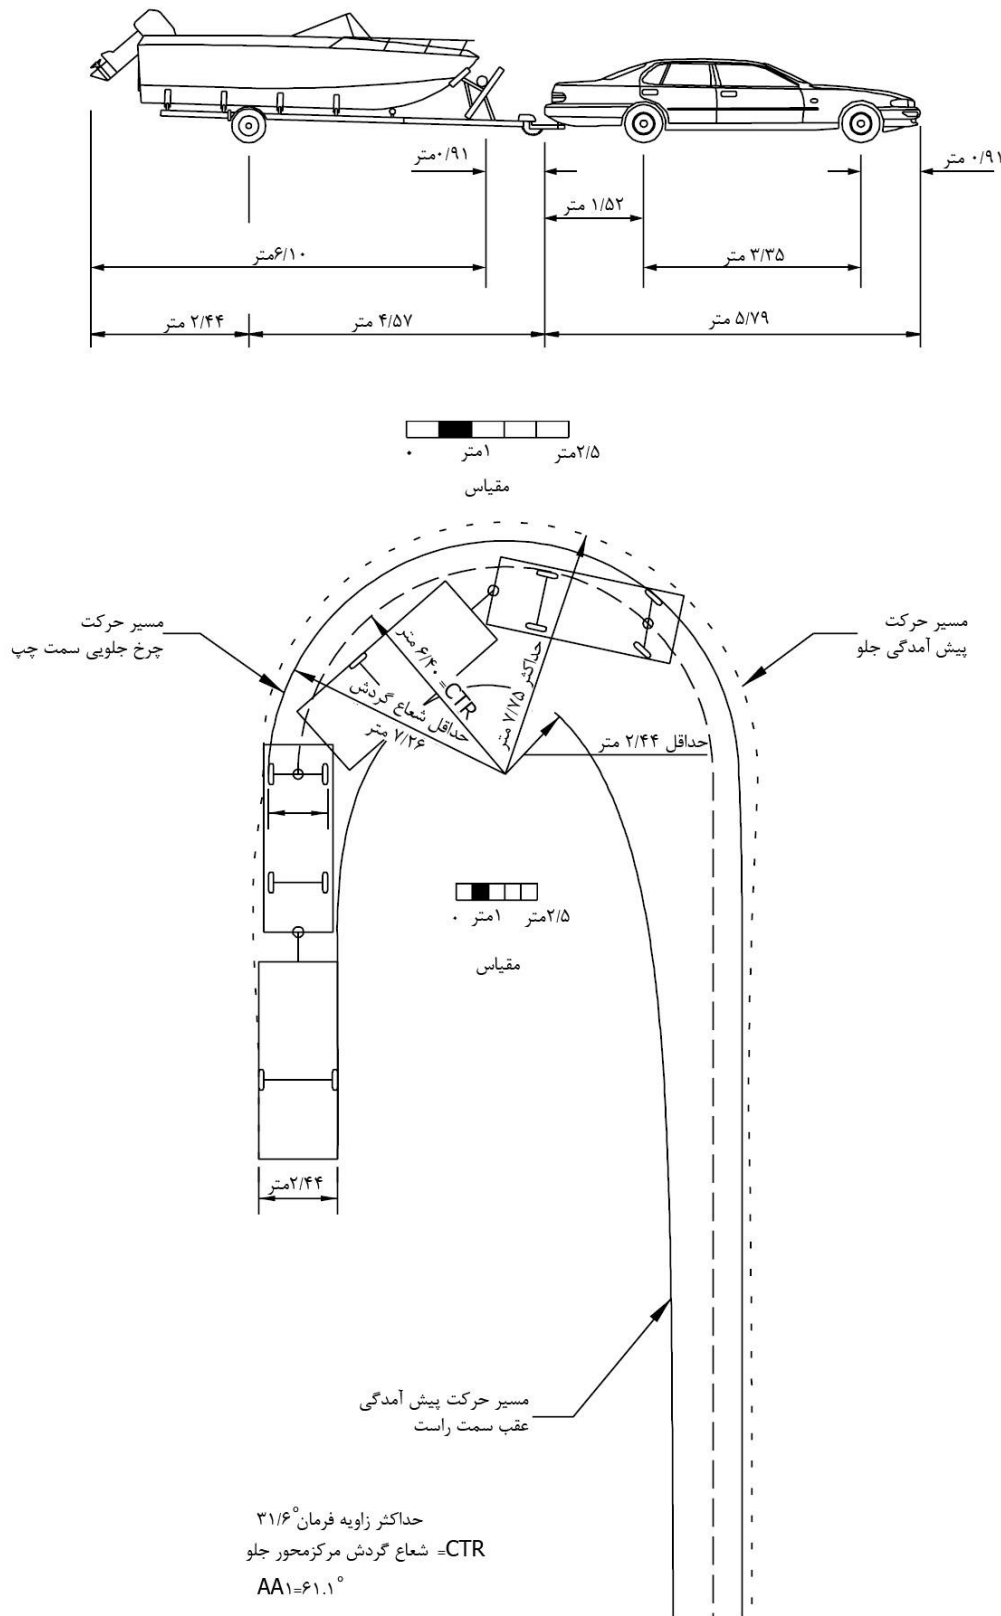 ۰/۹۱متر
۰/۹۱ متر
۱/۵۲ متر
۶/۱۰متر
۳/۳۵ متر
۲/۴۴ متر
۴/۵۷ متر
۵/۷۹ متر
۰
۱متر
۲/۵متر
مقیاس
مسیر حرکت
چرخ جلویی سمت چپ
مسیر حرکت
پیش آمدگی جلو
CTR= ۶/۴۰ متر
حداکثر ۷/۷۵ متر
حداقل شعاع گردش
۷/۲۶ متر
حداقل ۲/۴۴ متر
۰
۱متر
۲/۵متر
مقیاس
۲/۴۴متر
مسیر حرکت پیش آمدگی
عقب سمت راست
حداکثر زاویه فرمان ۳۱/۶°
CTR= شعاع گردش مرکزمحور جلو
AA۱=۶۱.۱°